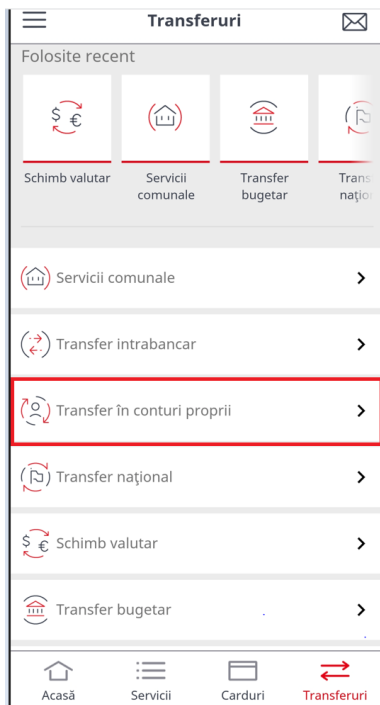 Transferuri
Folosite recent
Schimb valutar
Servicii
comunale
Transfer
bugetar
Servicii comunale
Transfer intrabancar
Transfer în conturi proprii
Transfer naţional
Schimb valutar
Transfer bugetar
Acasă
Servicii
Carduri
Transferuri